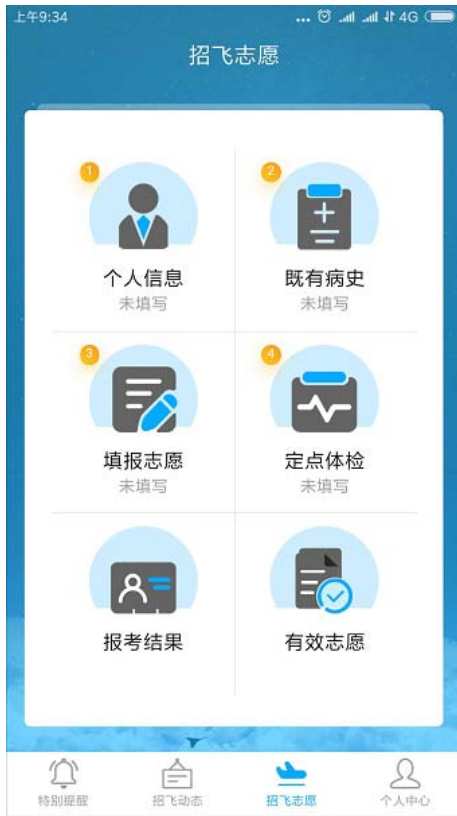 上午9:34
... 4G
招飞志愿
1
2
个人信息
既有病史
未填写
未填写
3
4
填报志愿
定点体检
未填写
未填写
报考结果
有效志愿
特别提醒
招飞动态
招飞志愿
个人中心